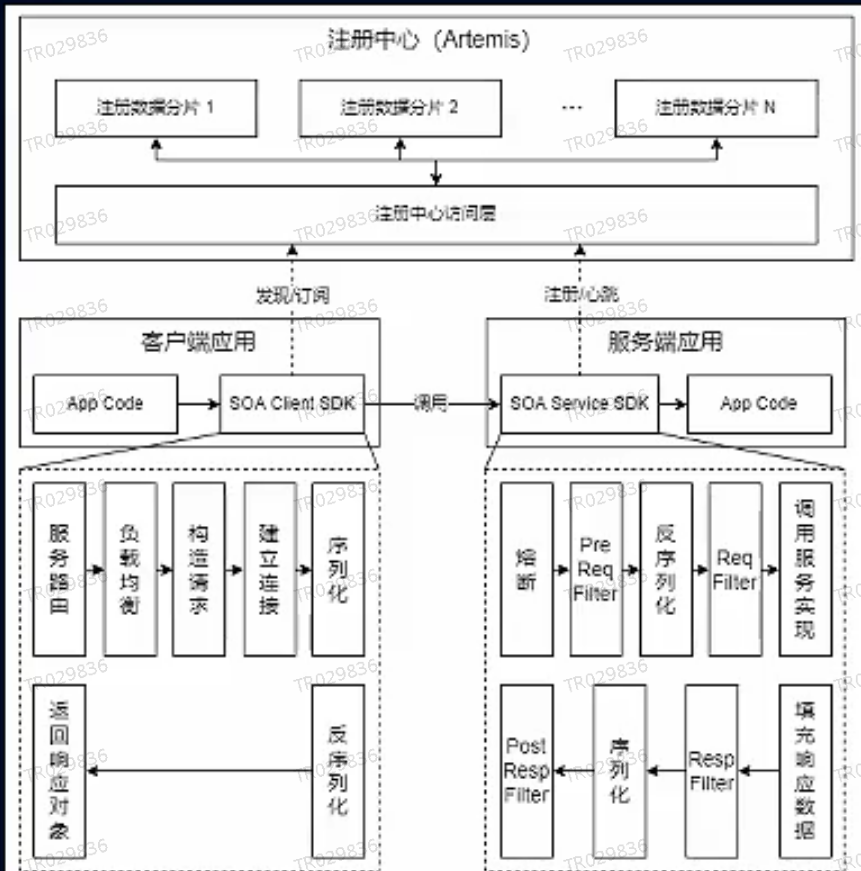 注册中心（Artemis）
注册数据分片 1
注册数据分片 2
...
注册数据分片 N
注册中心访问层
发现/订阅
注册/心跳
客户端应用
服务端应用
App Code
SOA Client SDK
调用
SOA Service SDK
App Code
服务路由
负载均衡
构造请求
建立连接
序列化
熔断
Pre
Req
Filter
反序列化
Req
Filter
调用服务实现
返回响应对象
反序列化
Post
Resp
Filter
序列化
Resp
Filter
填充响应数据
TR029836